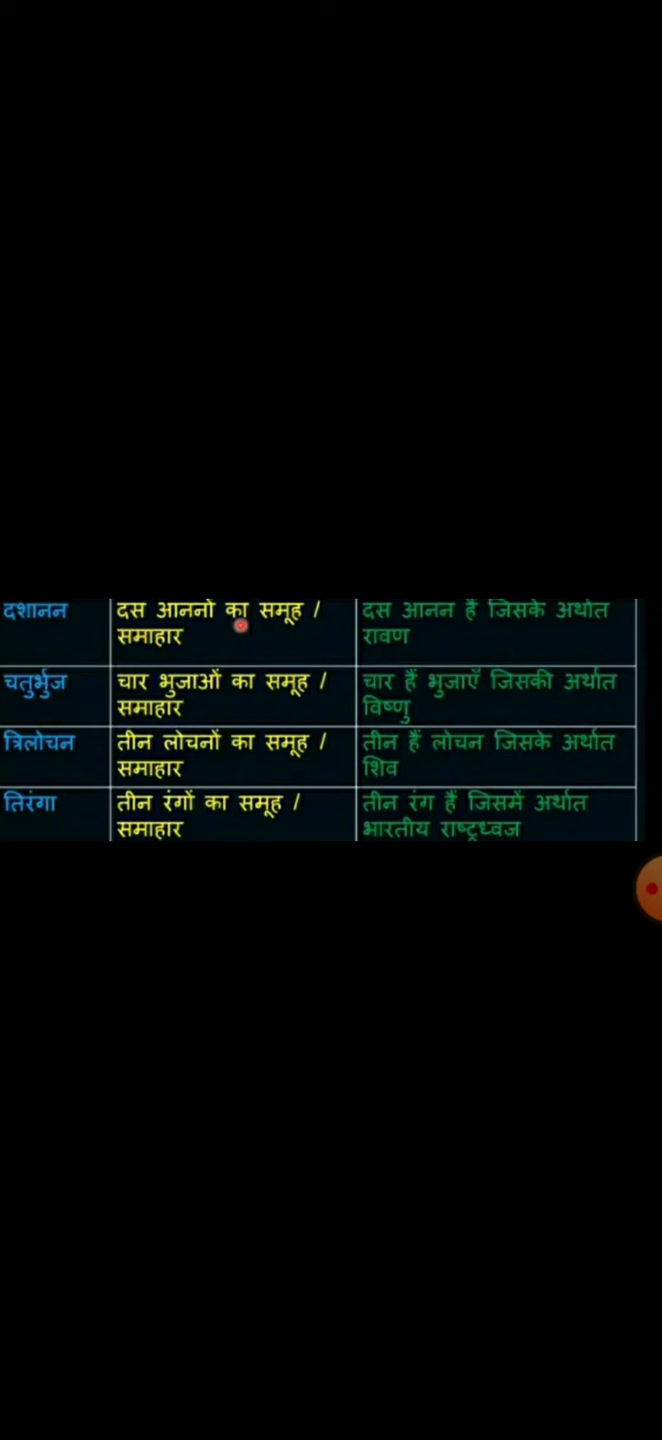 दशानन
दस आननों का समूह /
समाहार
दस आनन हैं जिसके अर्थात
रावण
चतुर्भुज
चार भुजाओं का समूह /
समाहार
चार हैं भुजाएँ जिसकी अर्थात
विष्णु
त्रिलोचन
तीन लोचनों का समूह /
समाहार
तीन हैं लोचन जिसके अर्थात
शिव
तिरंगा
तीन रंगों का समूह /
समाहार
तीन रंग हैं जिसमें अर्थात
भारतीय राष्ट्रध्वज